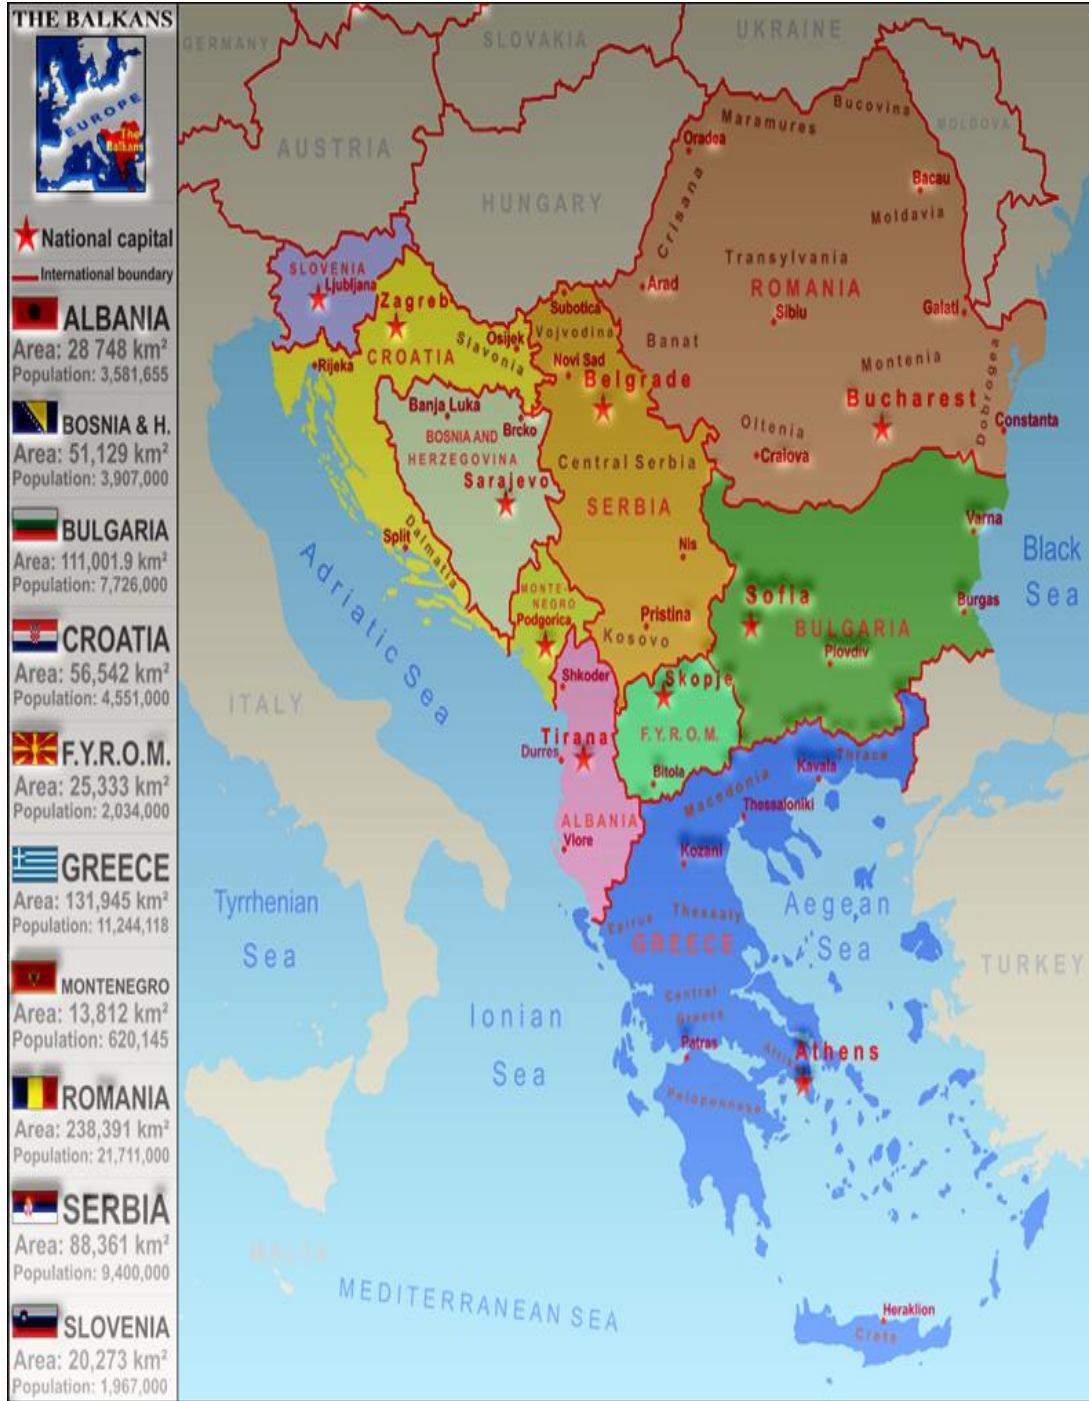 THE BALKANS
EUROPE
The
Balkans
National capital
International boundary
ALBANIA
Area: 28 748 km²
Population: 3,581,655
BOSNIA & H.
Area: 51,129 km²
Population: 3,907,000
BULGARIA
Area: 111,001.9 km²
Population: 7,726,000
CROATIA
Area: 56,542 km²
Population: 4,551,000
F.Y.R.O.M.
Area: 25,333 km²
Population: 2,034,000
GREECE
Area: 131,945 km²
Population: 11,244,118
MONTENEGRO
Area: 13,812 km²
Population: 620,145
ROMANIA
Area: 238,391 km²
Population: 21,711,000
SERBIA
Area: 88,361 km²
Population: 9,400,000
SLOVENIA
Area: 20,273 km²
Population: 1,967,000
GERMANY
SLOVAKIA
UKRAINE
AUSTRIA
HUNGARY
MOLDOVA
Maramures
Bucovina
Oradea
Crisana
Bacau
Moldavia
Transylvania
ROMANIA
Arad
Sibiu
Galati
Banat
Montenia
Dobrogea
Bucharest
Constanta
Oltenia
Craiova
SLOVENIA
Ljubljana
Zagreb
CROATIA
Rijeka
Osijek
Slavonia
Subotica
Vojvodina
Novi Sad
Belgrade
Banja Luka
Brcko
BOSNIA AND
HERZEGOVINA
Sarajevo
Central Serbia
SERBIA
Split
Dalmatia
Nis
Varna
Black
Sea
Burgas
Sofia
BULGARIA
Plovdiv
MONTE-
NEGRO
Podgorica
Pristina
Kosovo
Adriatic Sea
Shkoder
Skopje
F.Y.R.O.M.
Bitola
ITALY
Tirana
Durres
ALBANIA
Vlore
Thrace
Kavala
Macedonia
Thessaloniki
Kozani
Tyrrhenian
Sea
Aegean
Sea
Epirus
Thessaly
GREECE
TURKEY
Central
Greece
Ionian
Sea
Patras
Attika
Athens
Peloponnese
MALTA
MEDITERRANEAN SEA
Heraklion
Crete